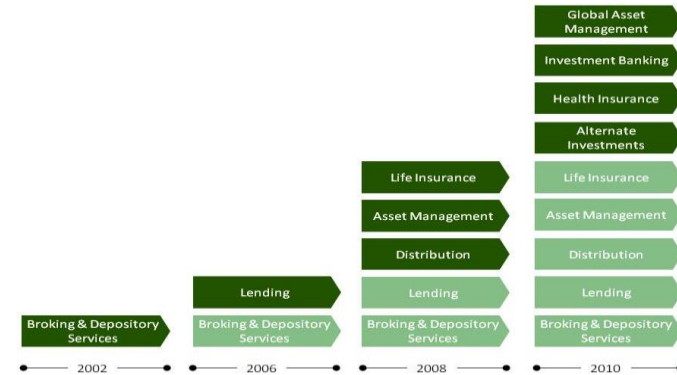 Global Asset
Management
Investment Banking
Health Insurance
Alternate
Investments
Life Insurance
Life Insurance
Asset Management
Asset Management
Distribution
Distribution
Lending
Lending
Lending
Broking & Depository
Services
Broking & Depository
Services
Broking & Depository
Services
Broking & Depository
Services
2002
2006
2008
2010